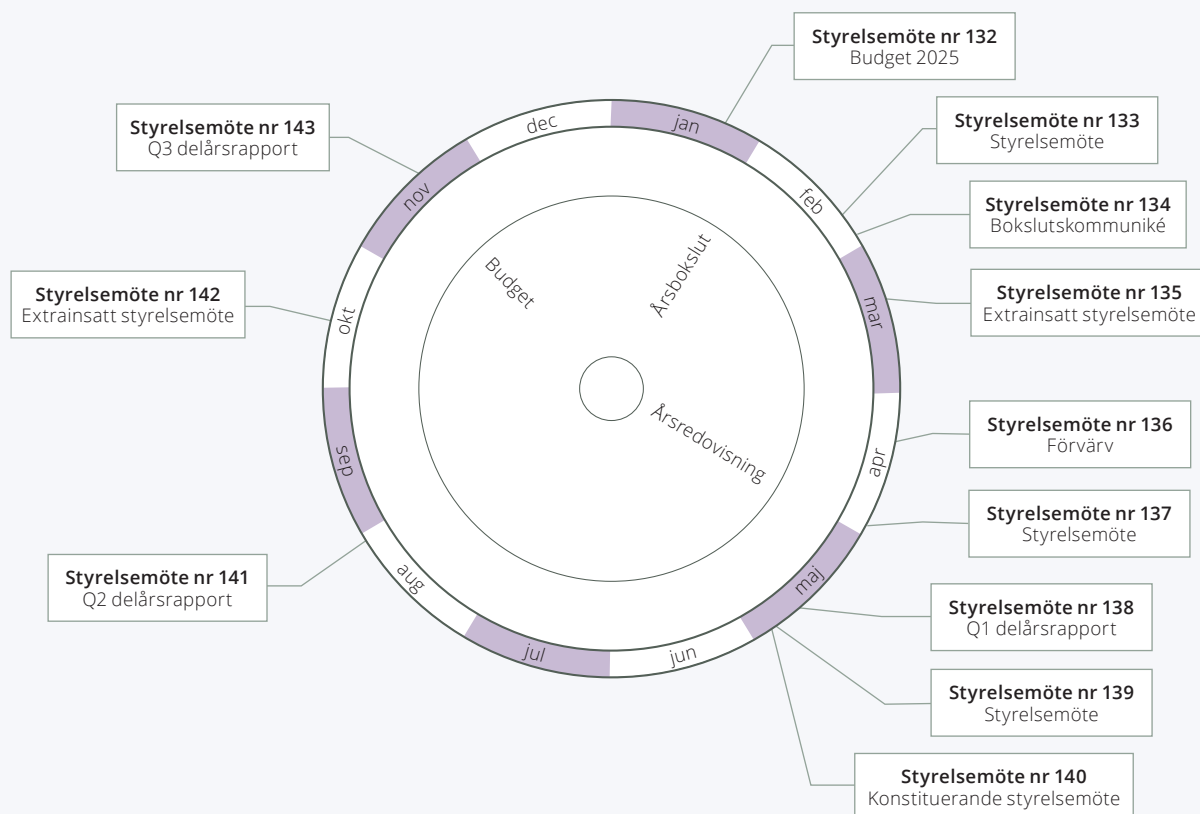 Styrelsemöte nr 132
Budget 2025
Styrelsemöte nr 133
Styrelsemöte
Styrelsemöte nr 134
Bokslutskommuniké
Styrelsemöte nr 135
Extrainsatt styrelsemöte
Styrelsemöte nr 136
Förvärv
Styrelsemöte nr 137
Styrelsemöte
Styrelsemöte nr 138
Q1 delårsrapport
Styrelsemöte nr 139
Styrelsemöte
Styrelsemöte nr 140
Konstituerande styrelsemöte
Styrelsemöte nr 141
Q2 delårsrapport
Styrelsemöte nr 142
Extrainsatt styrelsemöte
Styrelsemöte nr 143
Q3 delårsrapport
jan
feb
mar
apr
maj
jun
jul
aug
sep
okt
nov
dec
Årsbokslut
Årsredovisning
Budget